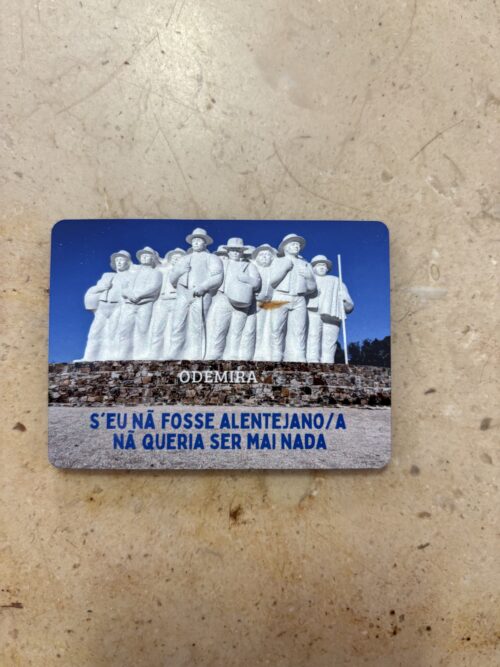 ODEMIRA
S'EU NÃ FOSSE ALENTEJANO/A
NÃ QUERIA SER MAI NADA